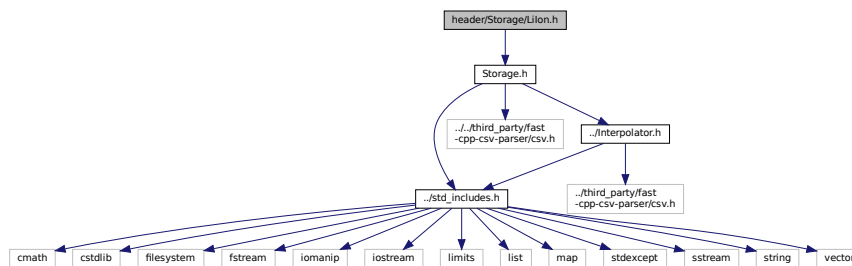 header/Storage/LiIon.h
Storage.h
../../third_party/fast
-cpp-csv-parser/csv.h
../Interpolator.h
../third_party/fast
-cpp-csv-parser/csv.h
../std_includes.h
cmath
cstdlib
filesystem
fstream
iomanip
iostream
limits
list
map
stdexcept
sstream
string
vector